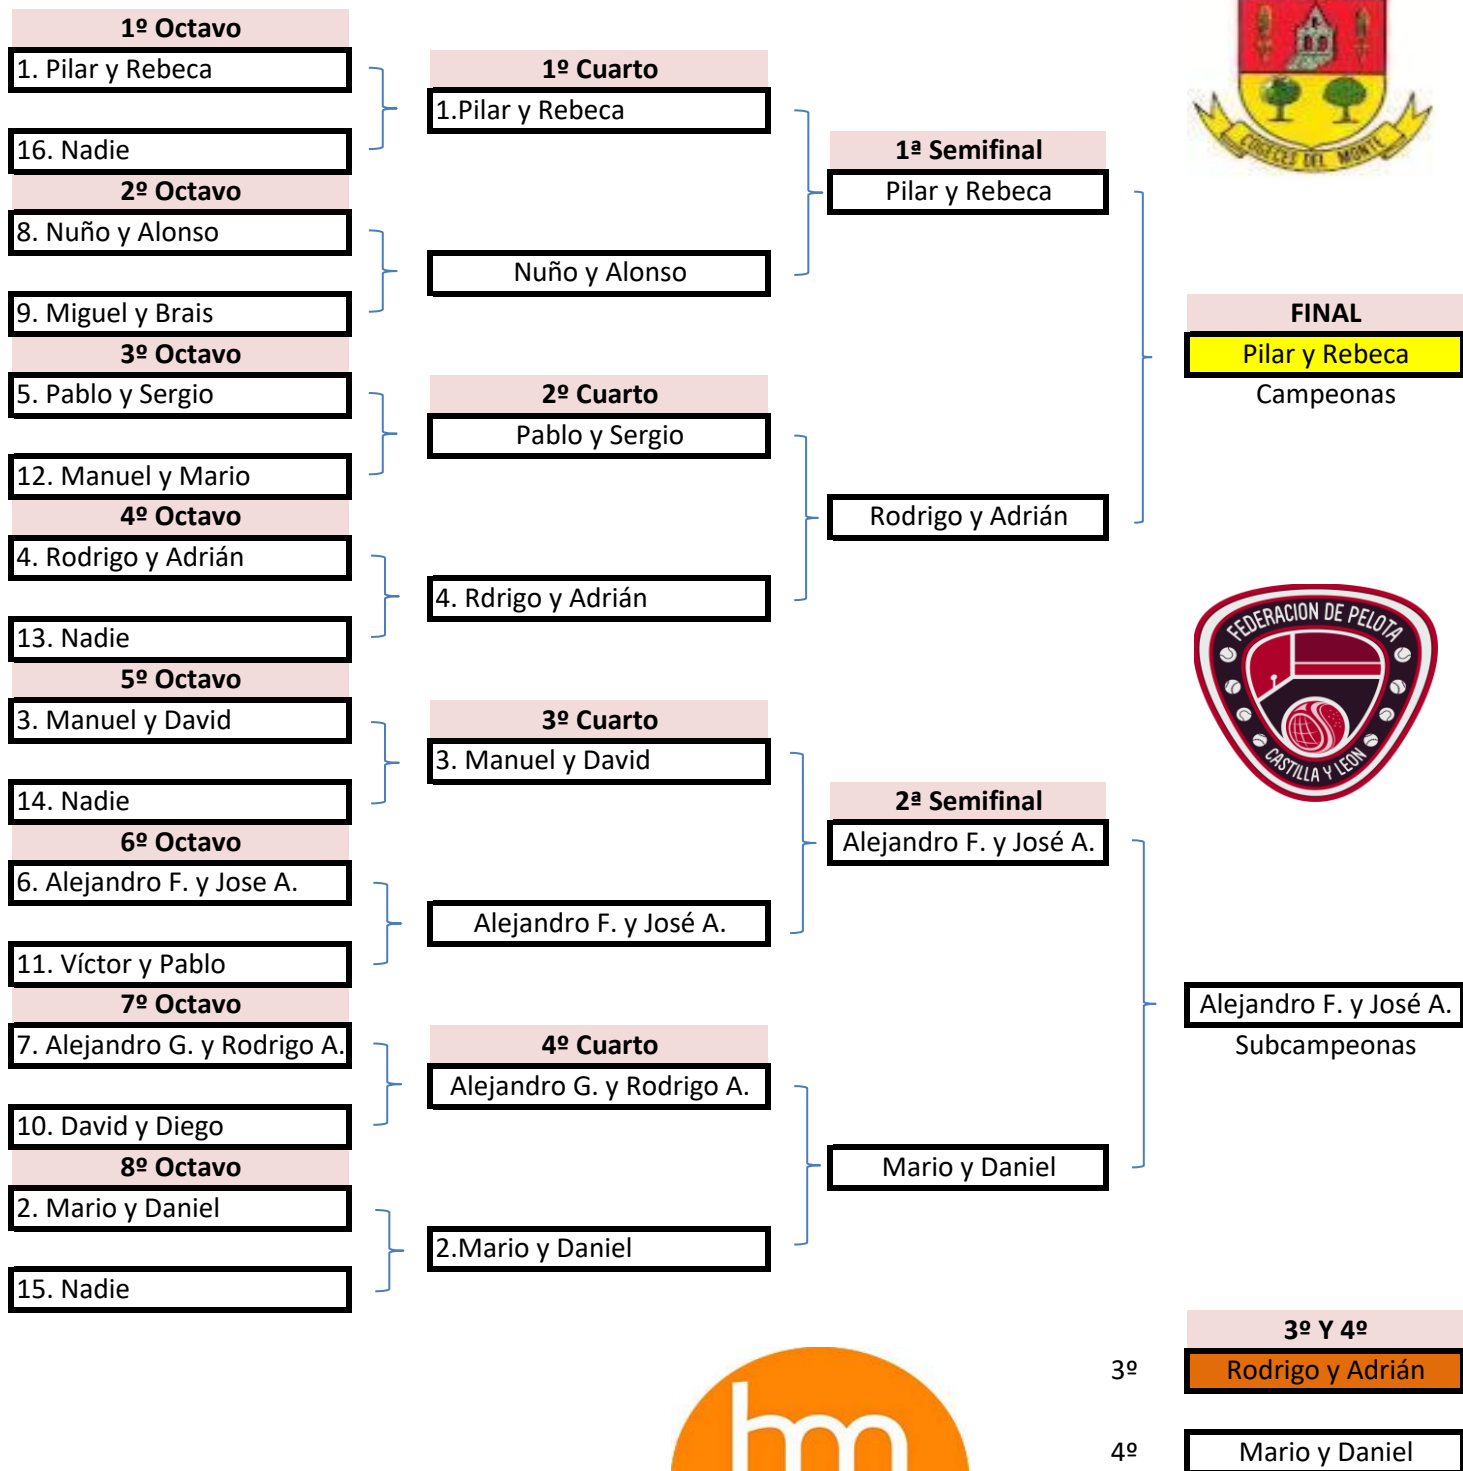 1º Octavo
1. Pilar y Rebeca
16. Nadie
2º Octavo
8. Nuño y Alonso
9. Miguel y Brais
3º Octavo
5. Pablo y Sergio
12. Manuel y Mario
4º Octavo
4. Rodrigo y Adrián
13. Nadie
5º Octavo
3. Manuel y David
14. Nadie
6º Octavo
6. Alejandro F. y Jose A.
11. Víctor y Pablo
7º Octavo
7. Alejandro G. y Rodrigo A.
10. David y Diego
8º Octavo
2. Mario y Daniel
15. Nadie
1º Cuarto
1.Pilar y Rebeca
Nuño y Alonso
2º Cuarto
Pablo y Sergio
4. Rdrigo y Adrián
3º Cuarto
3. Manuel y David
Alejandro F. y José A.
4º Cuarto
Alejandro G. y Rodrigo A.
2.Mario y Daniel
1ª Semifinal
Pilar y Rebeca
Rodrigo y Adrián
2ª Semifinal
Alejandro F. y José A.
Mario y Daniel
COGECES DEL MONTE
FINAL
Pilar y Rebeca
Campeonas
FEDERACION DE PELOTA
CASTILLA Y LEON
Alejandro F. y José A.
Subcampeonas
3º Y 4º
3º Rodrigo y Adrián
4º Mario y Daniel
hm